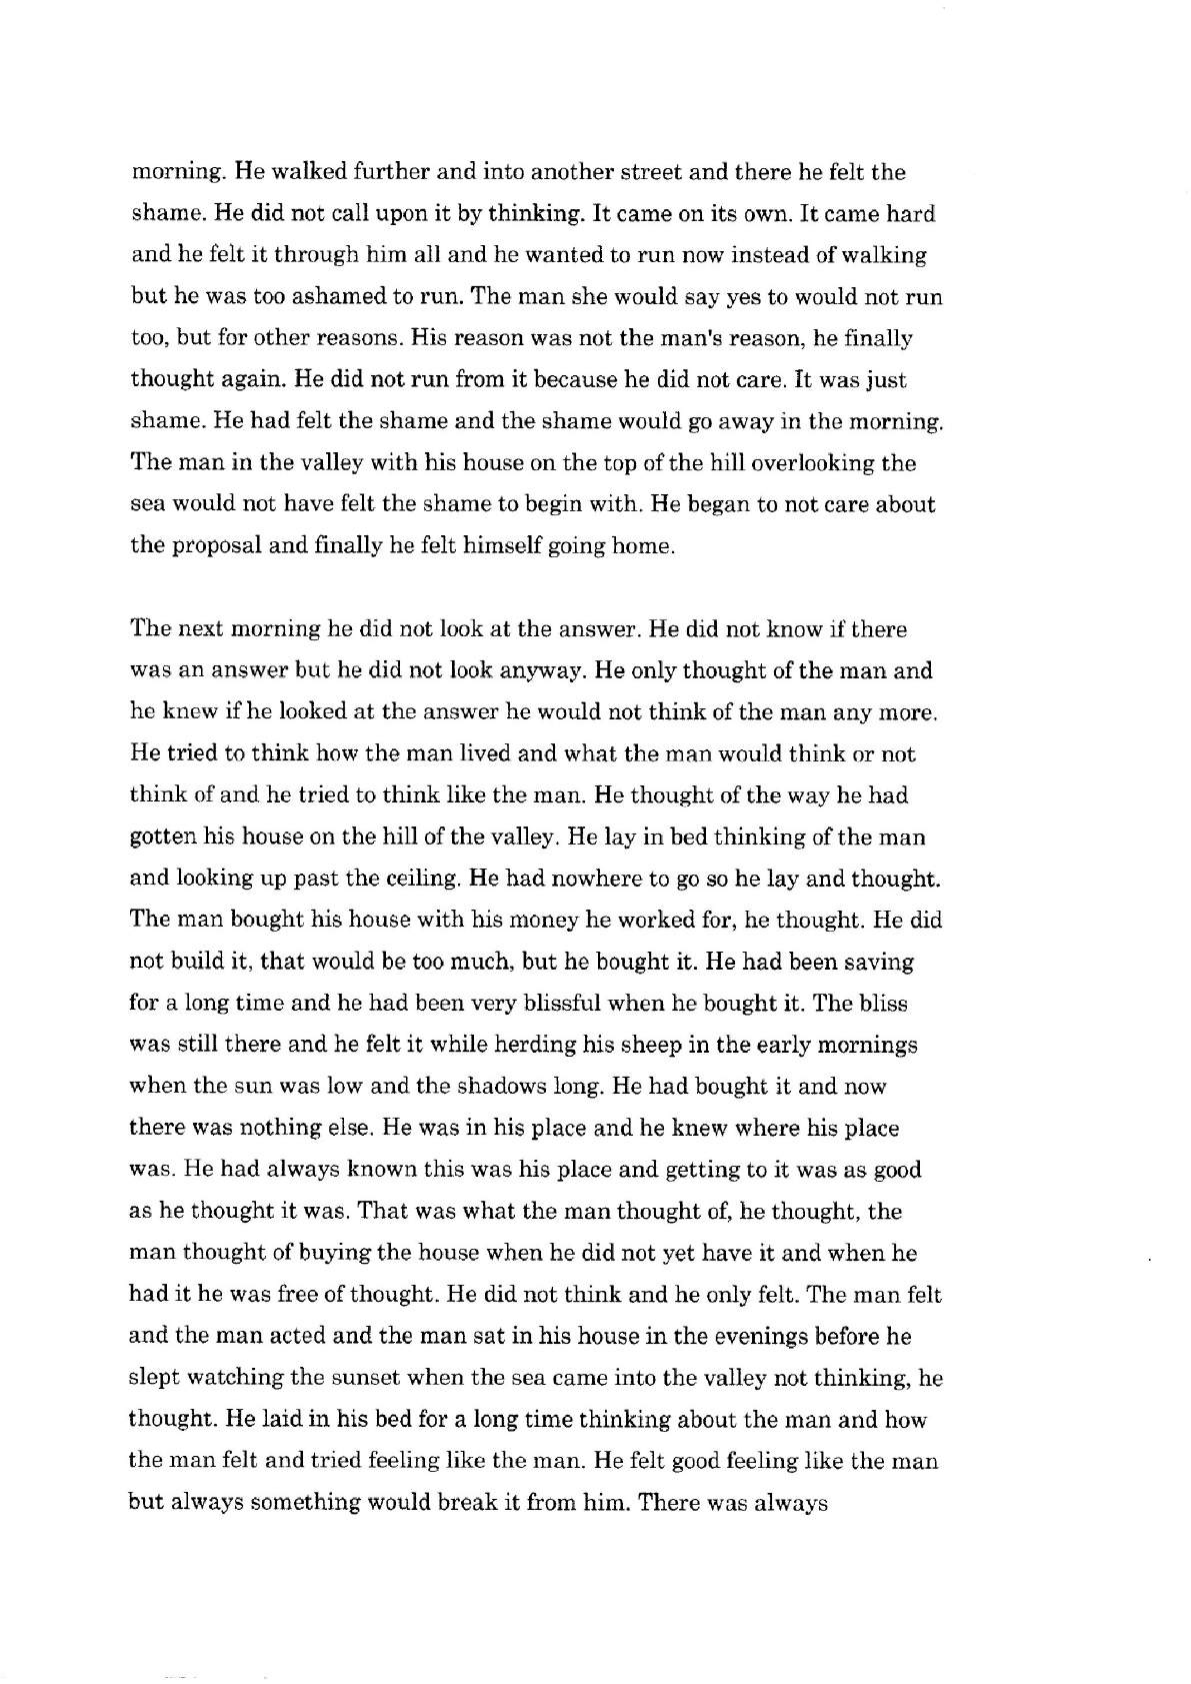 morning. He walked further and into another street and there he felt the
shame. He did not call upon it by thinking. It came on its own. It came hard
and he felt it through him all and he wanted to run now instead of walking
but he was too ashamed to run. The man she would say yes to would not run
too, but for other reasons. His reason was not the man's reason, he finally
thought again. He did not run from it because he did not care. It was just
shame. He had felt the shame and the shame would go away in the morning.
The man in the valley with his house on the top of the hill overlooking the
sea would not have felt the shame to begin with. He began to not care about
the proposal and finally he felt himself going home.
The next morning he did not look at the answer. He did not know if there
was an answer but he did not look anyway. He only thought of the man and
he knew if he looked at the answer he would not think of the man any more.
He tried to think how the man lived and what the man would think or not
think of and he tried to think like the man. He thought of the way he had
gotten his house on the hill of the valley. He lay in bed thinking of the man
and looking up past the ceiling. He had nowhere to go so he lay and thought.
The man bought his house with his money he worked for, he thought. He did
not build it, that would be too much, but he bought it. He had been saving
for a long time and he had been very blissful when he bought it. The bliss
was still there and he felt it while herding his sheep in the early mornings
when the sun was low and the shadows long. He had bought it and now
there was nothing else. He was in his place and he knew where his place
was. He had always known this was his place and getting to it was as good
as he thought it was. That was what the man thought of, he thought, the
man thought of buying the house when he did not yet have it and when he
had it he was free of thought. He did not think and he only felt. The man felt
and the man acted and the man sat in his house in the evenings before he
slept watching the sunset when the sea came into the valley not thinking, he
thought. He laid in his bed for a long time thinking about the man and how
the man felt and tried feeling like the man. He felt good feeling like the man
but always something would break it from him. There was always